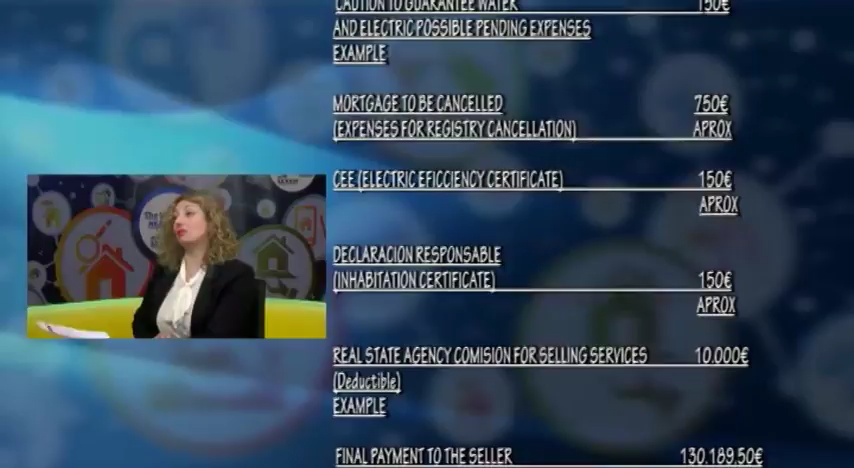 CAUTION TO GUARANTEE WATER 150€
AND ELECTRIC POSSIBLE PENDING EXPENSES
EXAMPLE
MORTGAGE TO BE CANCELLED 750€
(EXPENSES FOR REGISTRY CANCELLATION) APROX
CEE (ELECTRIC EFICCIENCY CERTIFICATE) 150€
APROX
DECLARACION RESPONSABLE
(INHABITATION CERTIFICATE) 150€
APROX
REAL STATE AGENCY COMISION FOR SELLING SERVICES 10.000€
(Deductible)
EXAMPLE
FINAL PAYMENT TO THE SELLER 130.189,50€